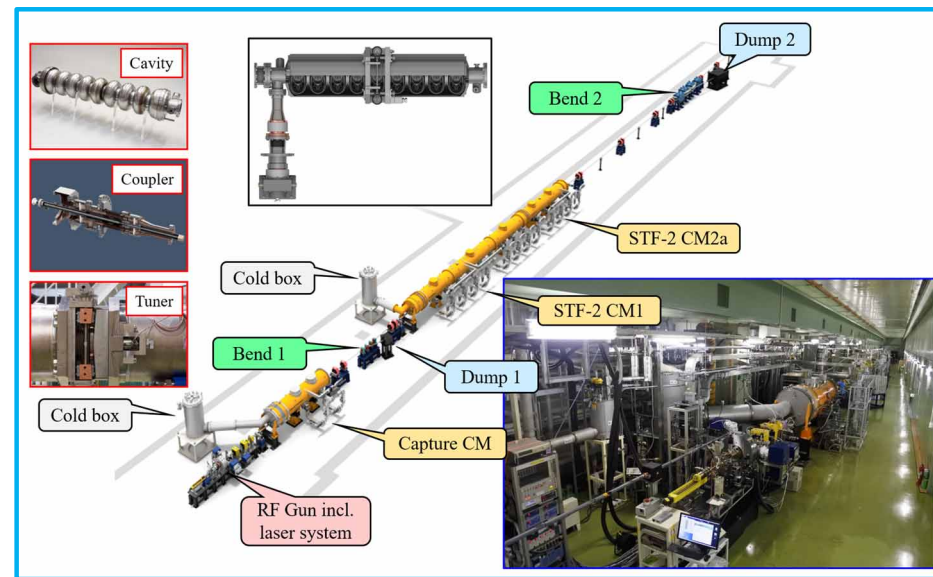 Cavity
Coupler
Tuner
Dump 2
Bend 2
STF-2 CM2a
Cold box
STF-2 CM1
Bend 1
Dump 1
Cold box
Capture CM
RF Gun incl.
laser system